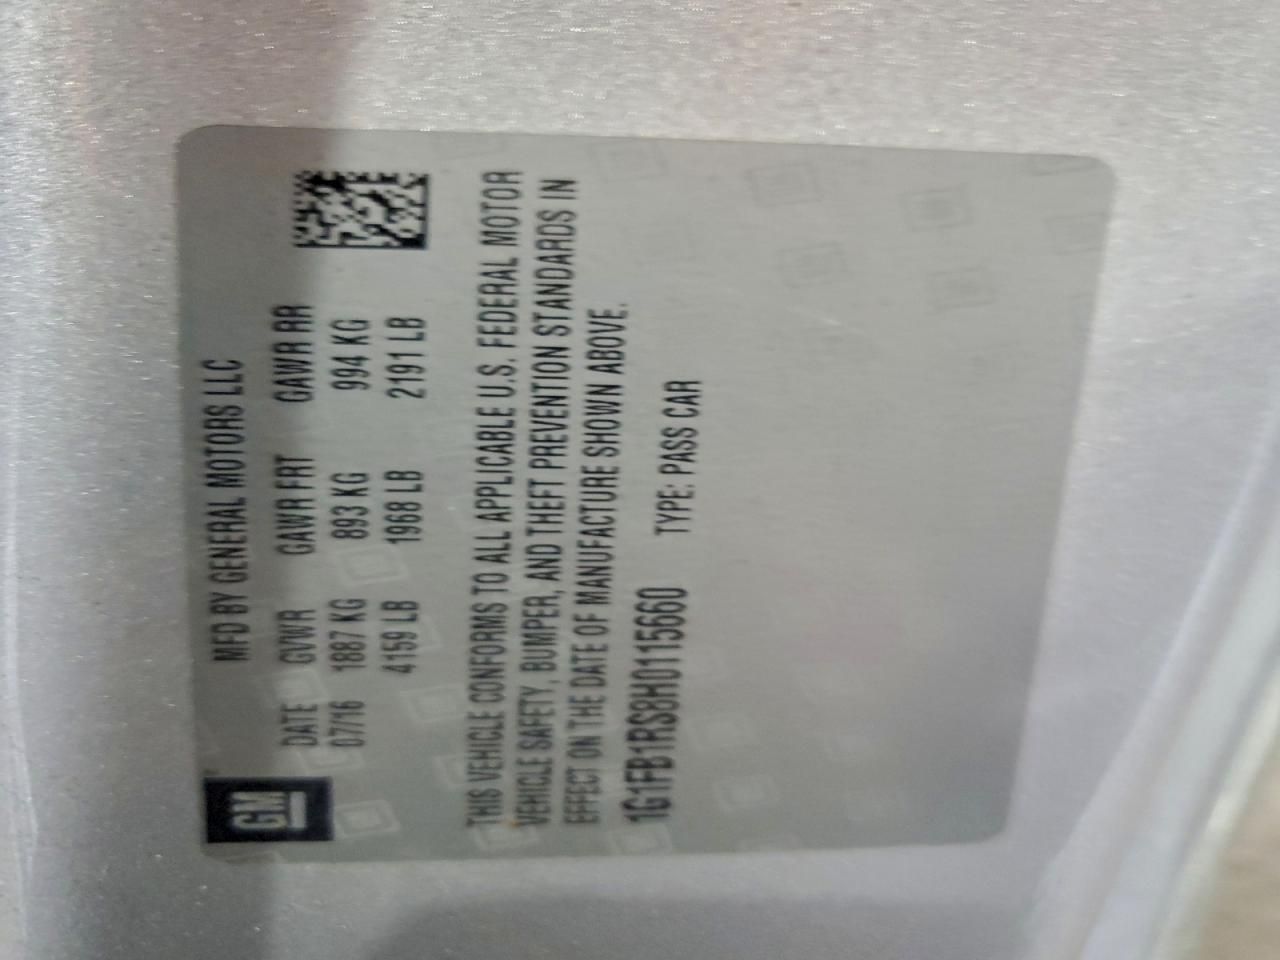 GM
MFD BY GENERAL MOTORS LLC
DATE GVWR GAWR FRT GAWR RR
07/16 1887 KG 893 KG 994 KG
4159 LB 1968 LB 2191 LB
THIS VEHICLE CONFORMS TO ALL APPLICABLE U.S. FEDERAL MOTOR
VEHICLE SAFETY, BUMPER, AND THEFT PREVENTION STANDARDS IN
EFFECT ON THE DATE OF MANUFACTURE SHOWN ABOVE.
1G1FB1RS8H0115660 TYPE: PASS CAR